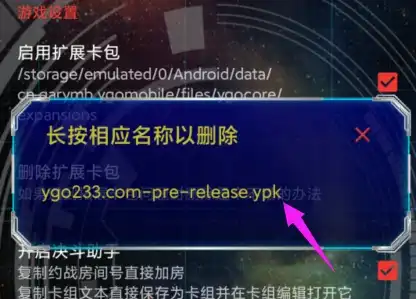 游戏设置
启用扩展卡包
/storage/emulated/0/Android/data/
cn.garymb.ygomobile/files/ygocore/
expansions
长按相应名称以删除
删除扩展卡包
ygo233.com-pre-release.ypk
的办法
开启决斗助手
复制约战房间号直接加房
复制卡组文本直接保存为卡组并在卡组编辑打开它